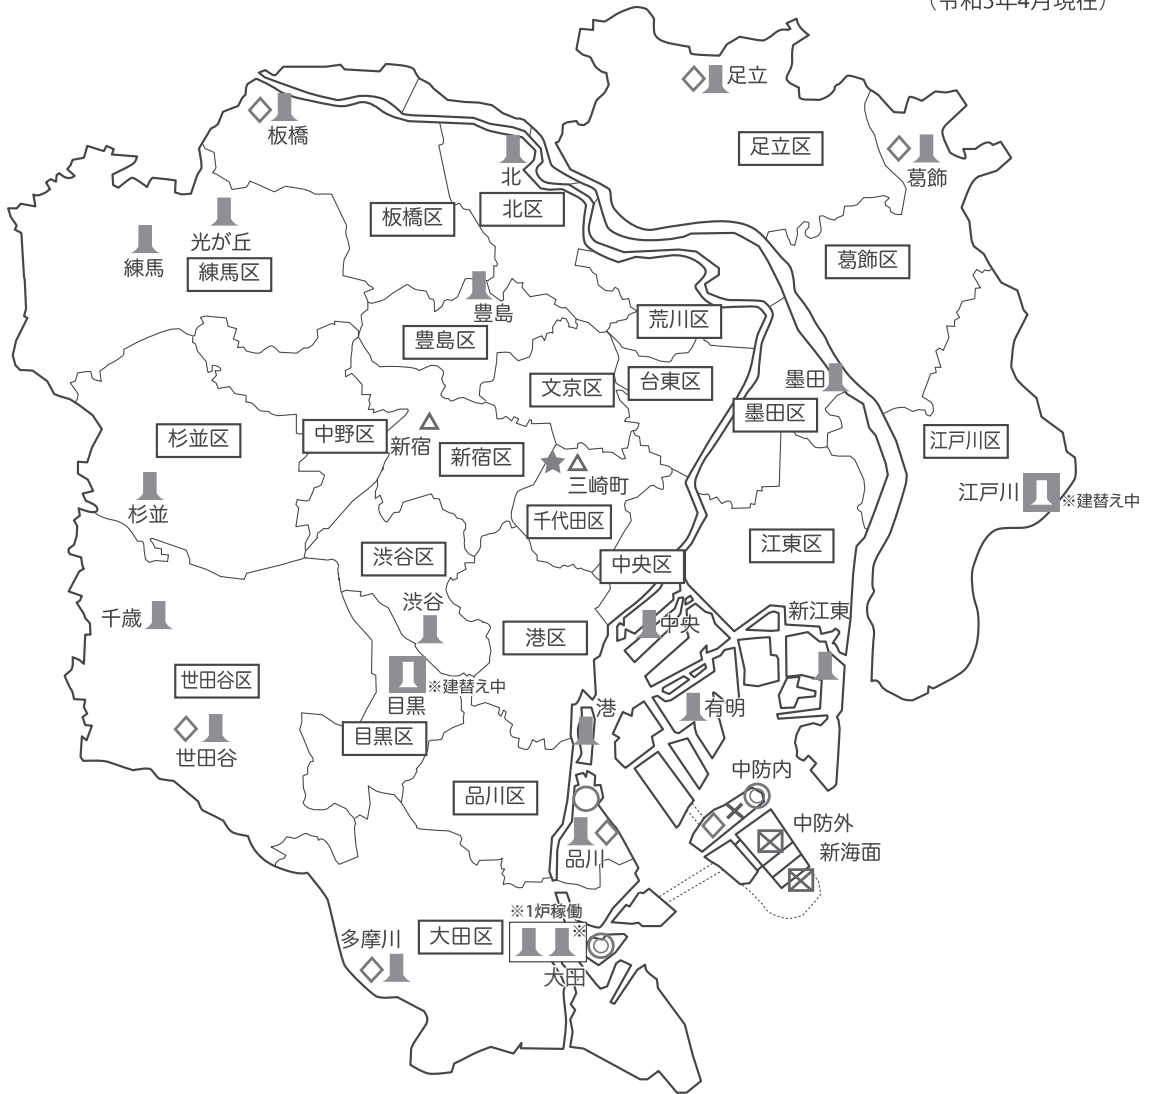 （令和3年4月現在）
足立
板橋
足立区
葛飾
北
板橋区
北区
光が丘
練馬
練馬区
葛飾区
豊島
荒川区
豊島区
墨田
文京区
台東区
墨田区
杉並区
中野区
新宿
新宿区
江戸川区
三崎町
江戸川
※建替え中
杉並
千代田区
渋谷区
中央区
江東区
渋谷
千歳
新江東
中央
港区
世田谷区
※建替え中
目黒
港
有明
目黒区
世田谷
中防内
品川区
中防外
新海面
品川
※1炉稼働
※
大田区
多摩川
大田